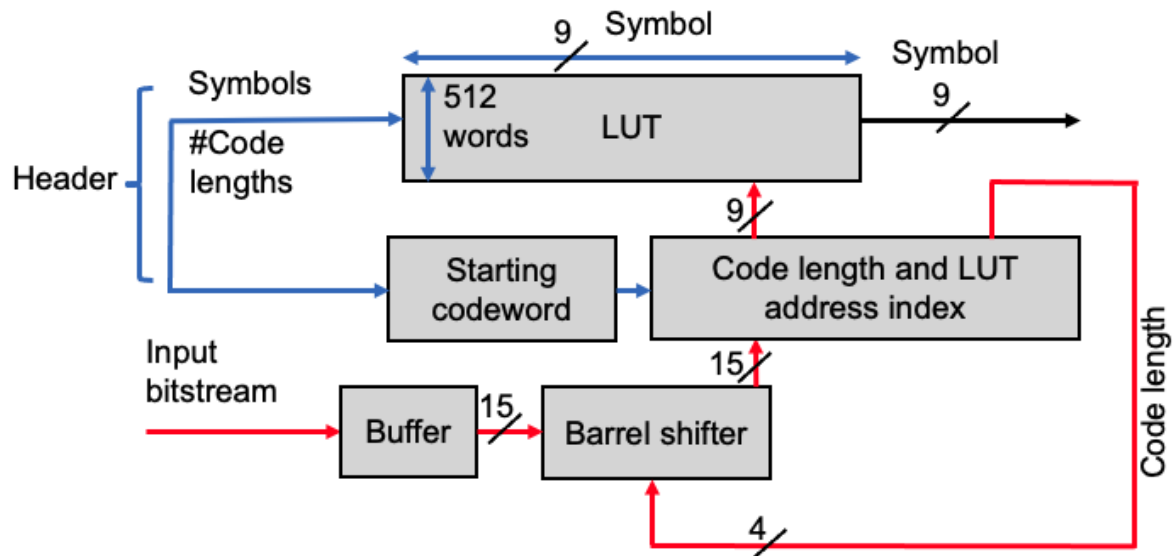 9
Symbol
Symbols
512
words
LUT
Symbol
9
#Code
lengths
Header
9
Starting
codeword
Code length and LUT
address index
Input
bitstream
15
15
Buffer
Barrel shifter
Code length
4